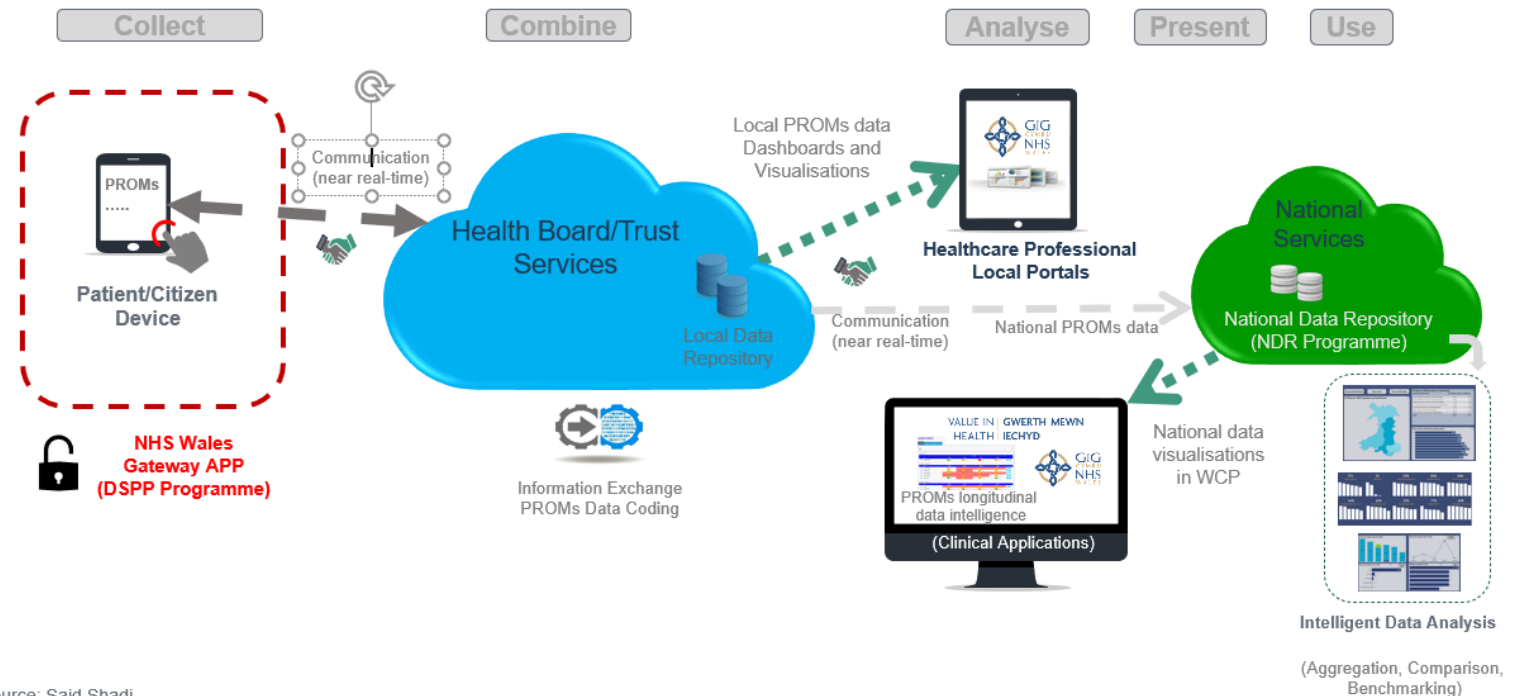 Collect
Combine
Analyse
Present
Use
PROMs
.....
Patient/Citizen
Device
NHS Wales
Gateway APP
(DSPP Programme)
Communication
(near real-time)
Health Board/Trust
Services
Local Data
Repository
Information Exchange
PROMs Data Coding
Local PROMs data
Dashboards and
Visualisations
GIG
CYMRU
NHS
WALES
Healthcare Professional
Local Portals
Communication
(near real-time)
National PROMs data
National
Services
National Data Repository
(NDR Programme)
VALUE IN GWERTH MEWN
HEALTH IECHYD
GIG
CYMRU
NHS
WALES
PROMs longitudinal
data intelligence
(Clinical Applications)
National data
visualisations
in WCP
Intelligent Data Analysis
(Aggregation, Comparison,
Benchmarking)
ource: Said Shadi